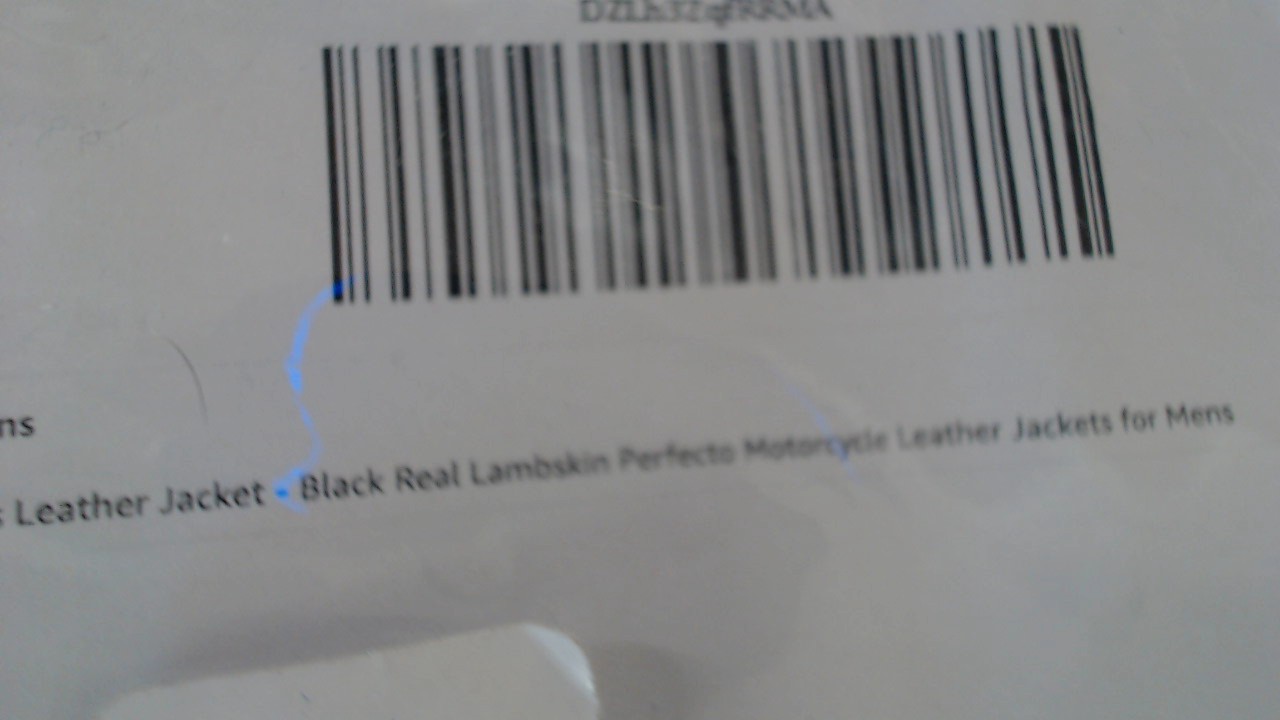 ns
Leather Jacket - Black Real Lambskin Perfecto Motorcycle Leather Jackets for Mens